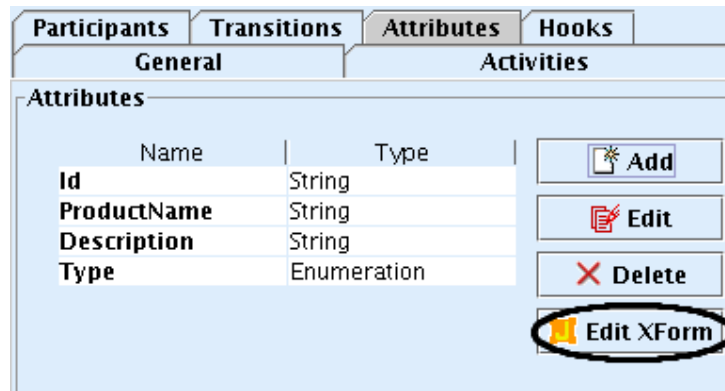 Participants Transitions Attributes Hooks
General Activities
Attributes
Name Type
Id String
ProductName String
Description String
Type Enumeration
Add
Edit
Delete
Edit XForm